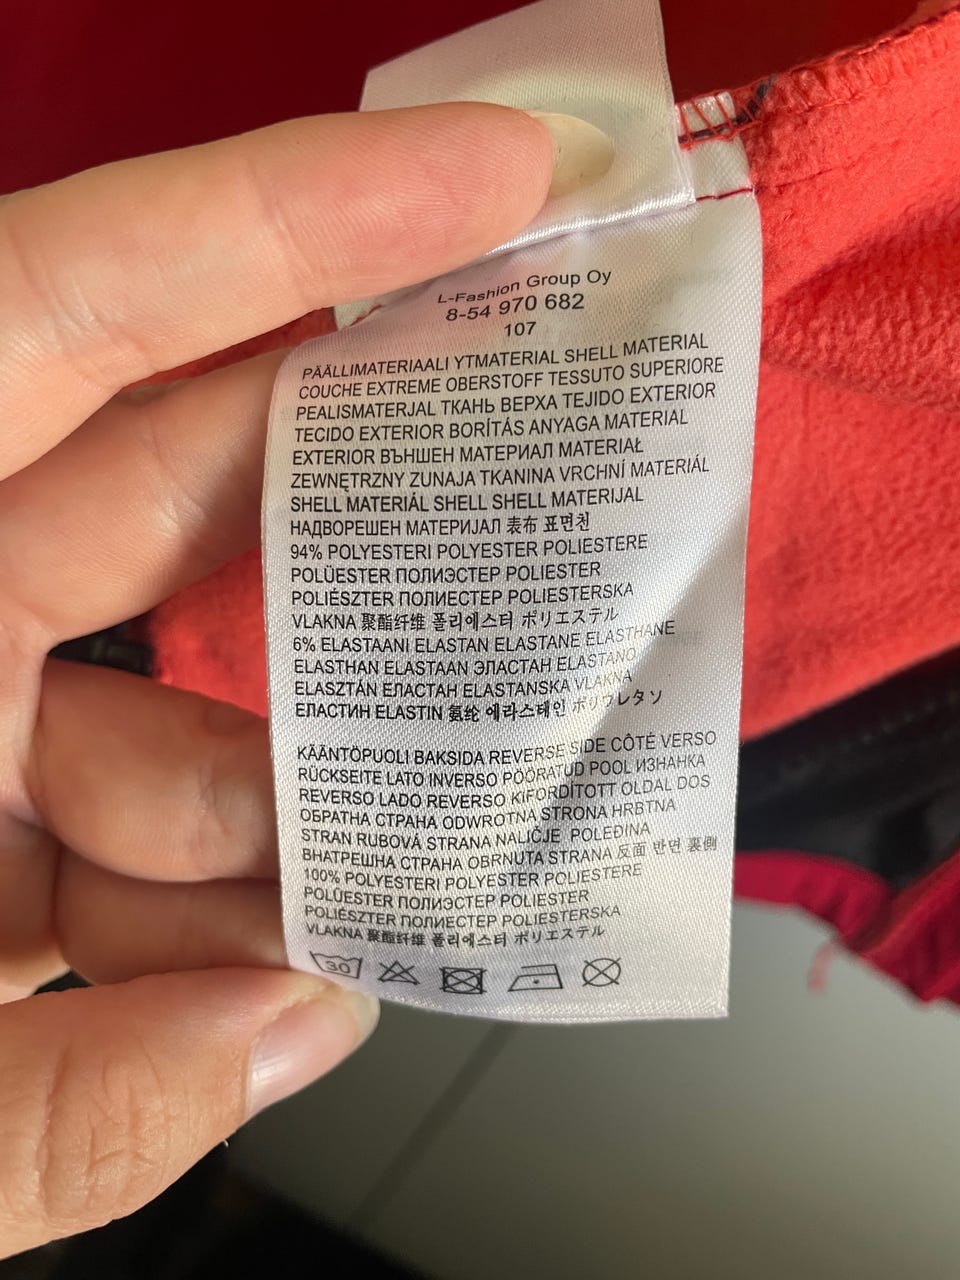 L-Fashion Group Oy
8-54 970 682
107
PÄÄLLIMATERIAALI YTMATERIAL SHELL MATERIAL
COUCHE EXTREME OBERSTOFF TESSUTO SUPERIORE
PEALISMATERJAL ТКАНЬ ВЕРХА TEJIDO EXTERIOR
TECIDO EXTERIOR BORÍTÁS ANYAGA MATERIAL
EXTERIOR ВЪНШЕН МАТЕРИАЛ MATERIAŁ
ZEWNĘTRZNY ZUNAJA TKANINA VRCHNÍ MATERIÁL
SHELL MATERIÁL SHELL SHELL MATERIJAL
НАДВОРЕШЕН МАТЕРИЈАЛ 表布 표면천
94% POLYESTERI POLYESTER POLIESTERE
POLÜESTER ПОЛИЭСТЕР POLIESTER
POLIÉSZTER ПОЛИЕСТЕР POLIESTERSKA
VLAKNA 聚酯纤维 폴리에스터 ポリエステル
6% ELASTAANI ELASTAN ELASTANE ELASTHANE
ELASTHAN ELASTAAN ЭЛАСТАН ELASTANO
ELASZTÁN ЕЛАСТАН ELASTANSKA VLAKNA
ЕЛАСТИН ELASTIN 氨纶 에라스테인 ポリウレタソ
KÄÄNTÖPUOLI BAKSIDA REVERSE SIDE CÔTÉ VERSO
RÜCKSEITE LATO INVERSO PÖÖRATUD POOL ИЗНАНКА
REVERSO LADO REVERSO KIFORDÍTOTT OLDAL DOS
ОБРАТНА СТРАНА ODWROTNA STRONA HRBTNA
STRAN RUBOVÁ STRANA NALIČJE POLEĐINA
ВНАТРЕШНА СТРАНА OBRNUTA STRANA 反面 반면 裏側
100% POLYESTERI POLYESTER POLIESTERE
POLÜESTER ПОЛИЭСТЕР POLIESTER
POLIÉSZTER ПОЛИЕСТЕР POLIESTERSKA
VLAKNA 聚酯纤维 폴리에스터 ポリエステル
30